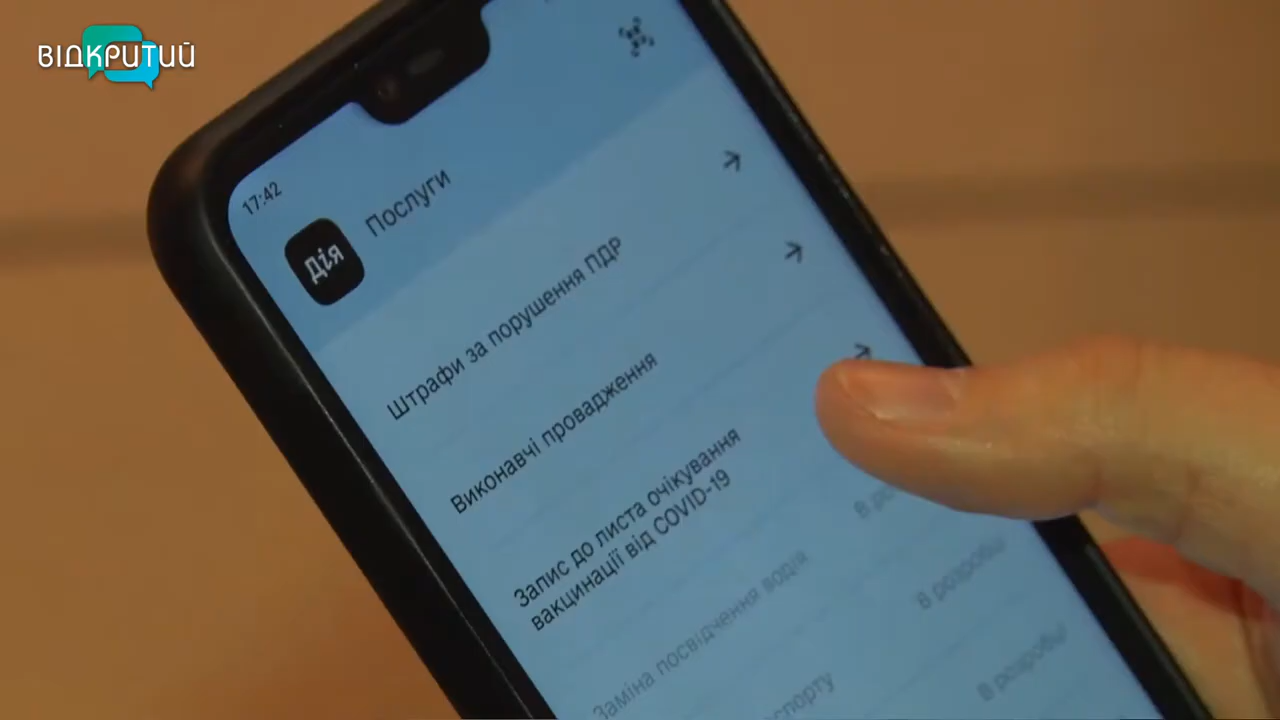 ВІДКРИТИЙ
17:42
Дія
Послуги
Штрафи за порушення ПДР
Виконавчі провадження
Запис до листа очікування
вакцинації від COVID-19
Заміна посвідчення водія
В розробці
В розробці